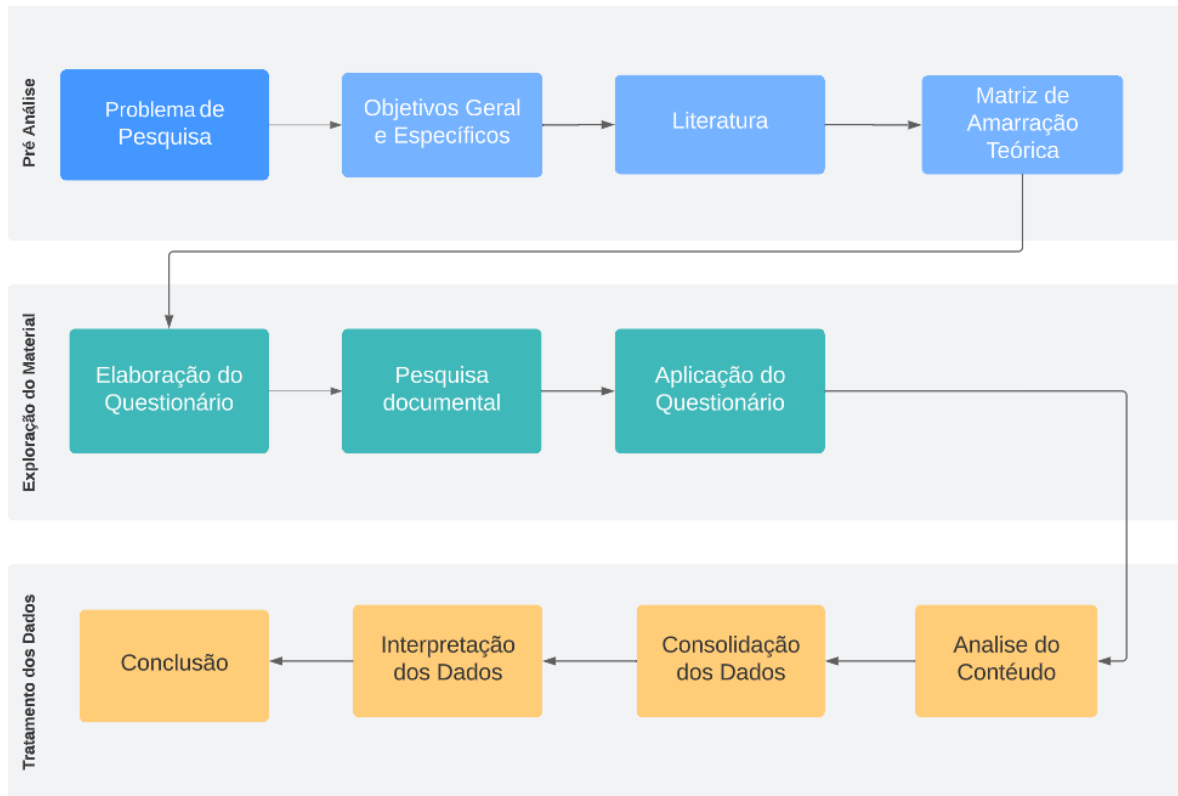 Pré Análise
Problema de
Pesquisa
Objetivos Geral
e Específicos
Literatura
Matriz de
Amarração
Teórica
Exploração do Material
Elaboração do
Questionário
Pesquisa
documental
Aplicação do
Questionário
Tratamento dos Dados
Conclusão
Interpretação
dos Dados
Consolidação
dos Dados
Analise do
Contéudo